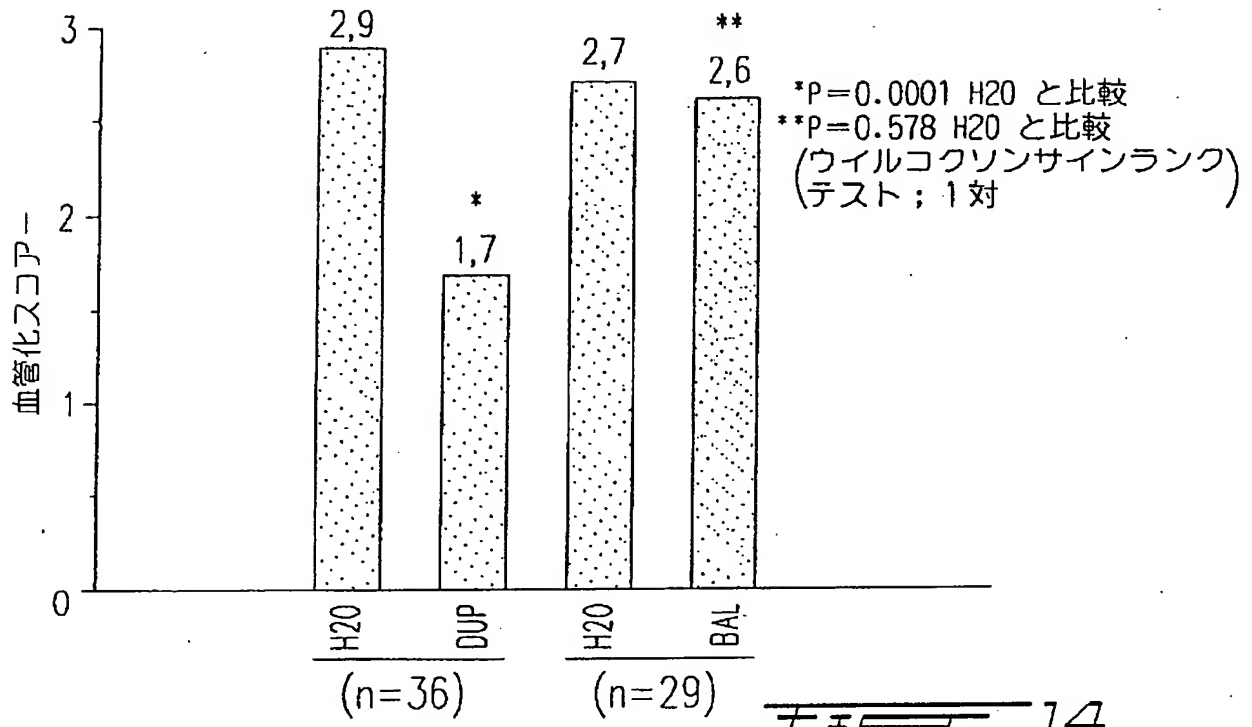 3
2,9
*
1,7
2,7
**
2,6
*P=0.0001 H20 と比較
**P=0.578 H20 と比較
(ウイルコクソンサインランク
テスト ; 1対 )
血管化スコアー
2
1
0
H20
DUP
H20
BAL
(n=36)
(n=29)
14